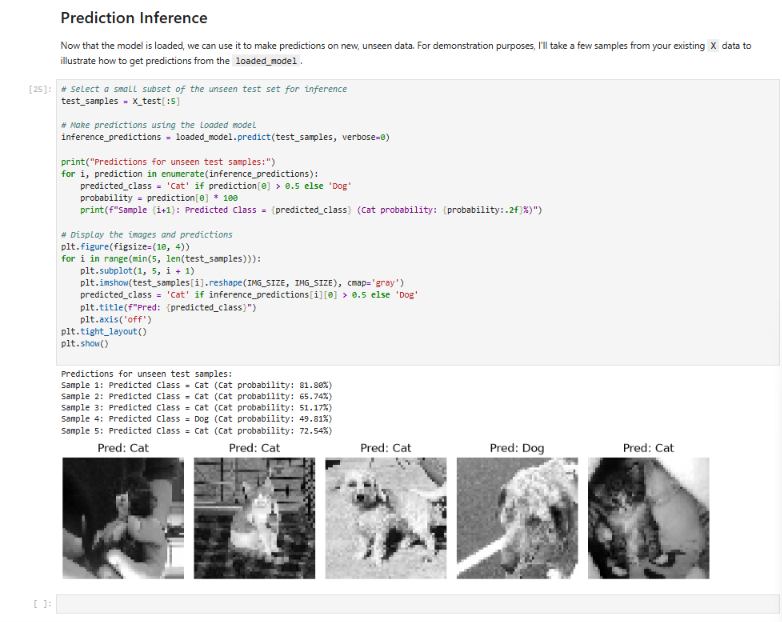 Prediction Inference
Now that the model is loaded, we can use it to make predictions on new, unseen data. For demonstration purposes, I'll take a few samples from your existing X data to
illustrate how to get predictions from the loaded_model .
[25]:
# Select a small subset of the unseen test set for inference
test_samples = X_test[:5]
# Make predictions using the loaded model
inference_predictions = loaded_model.predict(test_samples, verbose=0)
print("Predictions for unseen test samples:")
for i, prediction in enumerate(inference_predictions):
    predicted_class = 'Cat' if prediction[0] > 0.5 else 'Dog'
    probability = prediction[0] * 100
    print(f"Sample {i+1}: Predicted Class = {predicted_class} (Cat probability: {probability:.2f}%)")
# Display the images and predictions
plt.figure(figsize=(10, 4))
for i in range(min(5, len(test_samples))):
    plt.subplot(1, 5, i + 1)
    plt.imshow(test_samples[i].reshape(IMG_SIZE, IMG_SIZE), cmap='gray')
    predicted_class = 'Cat' if inference_predictions[i][0] > 0.5 else 'Dog'
    plt.title(f"Pred: {predicted_class}")
    plt.axis('off')
plt.tight_layout()
plt.show()
Predictions for unseen test samples:
Sample 1: Predicted Class = Cat (Cat probability: 81.80%)
Sample 2: Predicted Class = Cat (Cat probability: 65.74%)
Sample 3: Predicted Class = Cat (Cat probability: 51.17%)
Sample 4: Predicted Class = Dog (Cat probability: 49.81%)
Sample 5: Predicted Class = Cat (Cat probability: 72.54%)
Pred: Cat Pred: Cat Pred: Cat Pred: Dog Pred: Cat
[ ]: